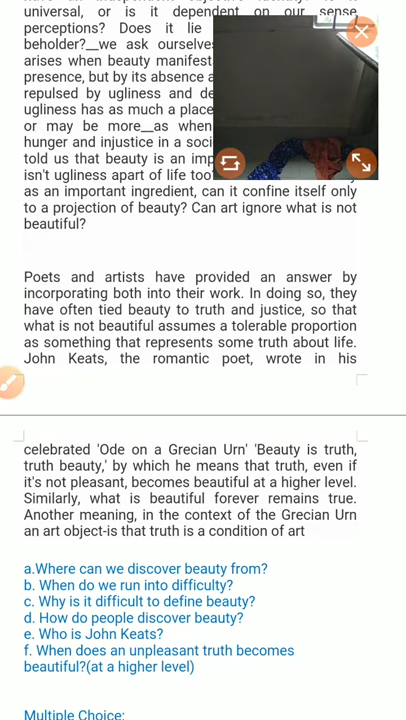 universal, or is it dependent on our sense
perceptions? Does it lie
beholder?__we ask ourselve
arises when beauty manifest
presence, but by its absence a
repulsed by ugliness and de
ugliness has as much a place
or may be more__as when
hunger and injustice in a soci
told us that beauty is an imp
isn't ugliness apart of life too
as an important ingredient, can it confine itself only
to a projection of beauty? Can art ignore what is not
beautiful?
Poets and artists have provided an answer by
incorporating both into their work. In doing so, they
have often tied beauty to truth and justice, so that
what is not beautiful assumes a tolerable proportion
as something that represents some truth about life.
John Keats, the romantic poet, wrote in his
celebrated 'Ode on a Grecian Urn' 'Beauty is truth,
truth beauty,' by which he means that truth, even if
it's not pleasant, becomes beautiful at a higher level.
Similarly, what is beautiful forever remains true.
Another meaning, in the context of the Grecian Urn
an art object-is that truth is a condition of art
a.Where can we discover beauty from?
b. When do we run into difficulty?
c. Why is it difficult to define beauty?
d. How do people discover beauty?
e. Who is John Keats?
f. When does an unpleasant truth becomes
beautiful?(at a higher level)
Multiple Choice: